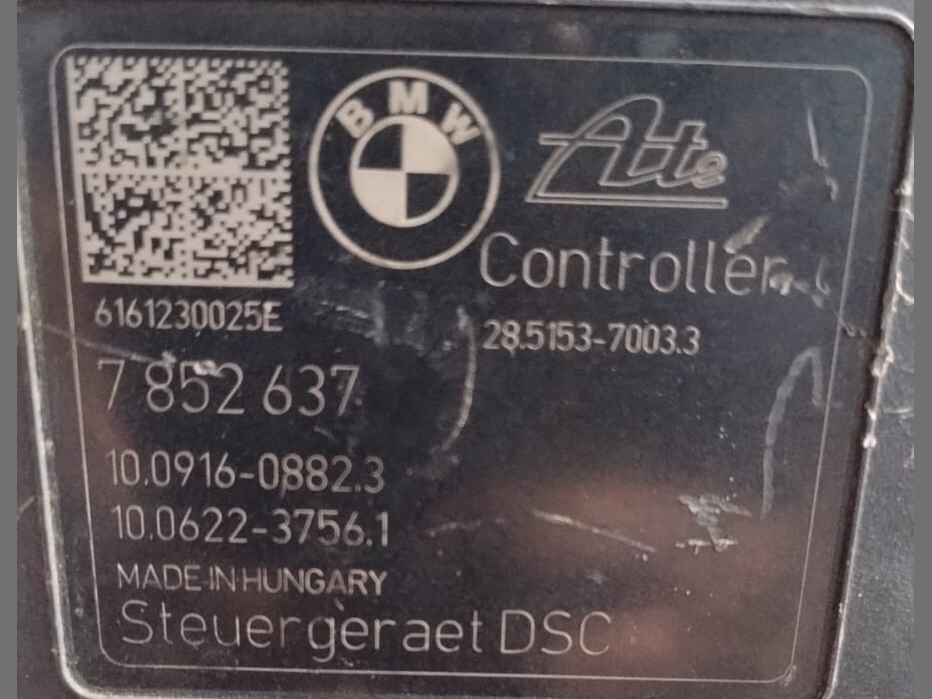 BMW
Ate
Controller
6161230025E
28.5153-7003.3
7 852 637
10.0916-0882.3
10.0622-3756.1
MADE IN HUNGARY
Steuergeraet DSC